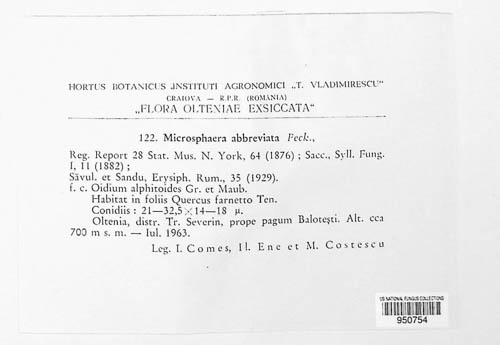 HORTUS BOTANICUS INSTITUTI AGRONOMICI „T. VLADIMIRESCU“
CRAIOVA — R.P.R. (ROMÂNIA)
„FLORA OLTENIAE EXSICCATA“
122. Microsphaera abbreviata Peck.,
Reg. Report 28 Stat. Mus. N. York, 64 (1876) ; Sacc., Syll. Fung.
I, 11 (1882) ;
Săvul. et Sandu, Erysiph. Rum., 35 (1929).
f. c. Oidium alphitoides Gr. et Maub.
Habitat in foliis Quercus farnetto Ten.
Conidiis : 21—32,5 × 14—18 µ.
Oltenia, distr. Tr. Severin, prope pagum Balotești. Alt. cca
700 m s. m. — Iul. 1963.
Leg. I. Comes, Il. Ene et M. Costescu
US NATIONAL FUNGUS COLLECTIONS
950754